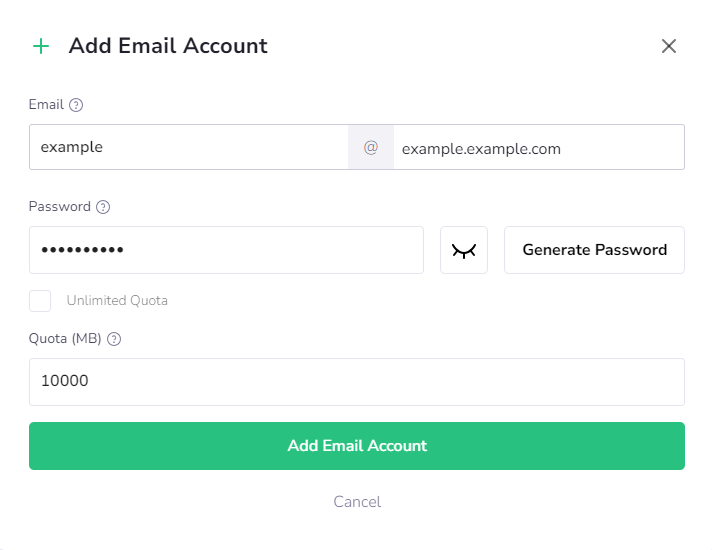 Add Email Account
Email
example @ example.example.com
Password
••••••••••
Generate Password
Unlimited Quota
Quota (MB)
10000
Add Email Account
Cancel